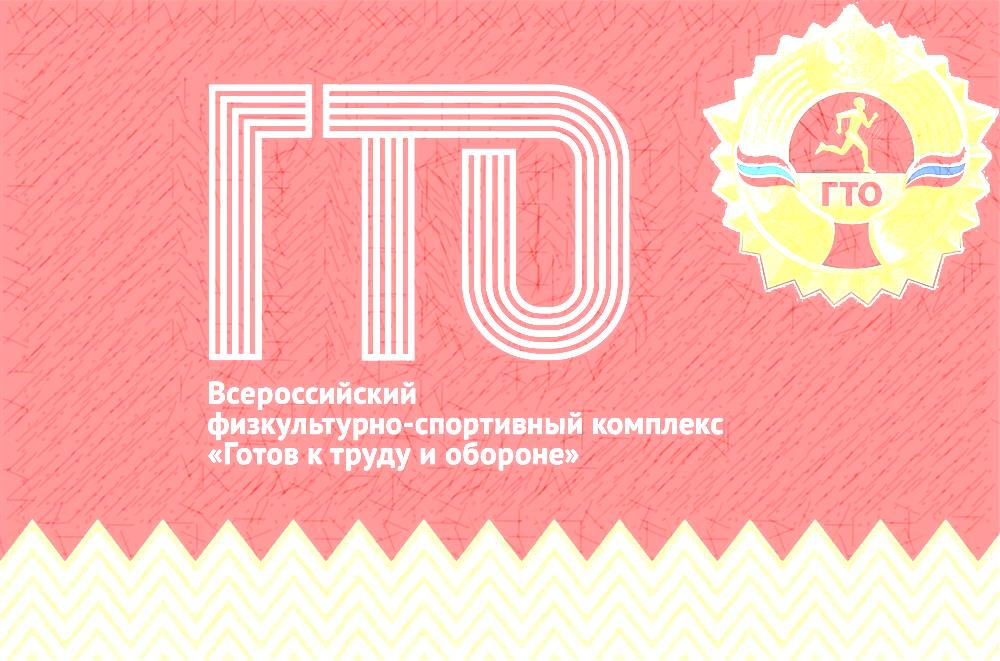 ГТО
Всероссийский
физкультурно-спортивный комплекс
«Готов к труду и обороне»
ГТО